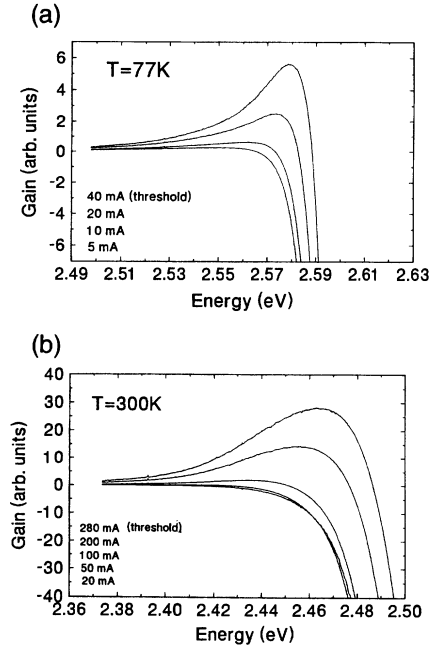 (a)
T=77K
6
4
2
0
-2
-4
-6
Gain (arb. units)
40 mA (threshold)
20 mA
10 mA
5 mA
2.49 2.51 2.53 2.55 2.57 2.59 2.61 2.63
Energy (eV)
(b)
T=300K
40
30
20
10
0
-10
-20
-30
-40
Gain (arb. units)
280 mA (threshold)
200 mA
100 mA
50 mA
20 mA
2.36 2.38 2.40 2.42 2.44 2.46 2.48 2.50
Energy (eV)